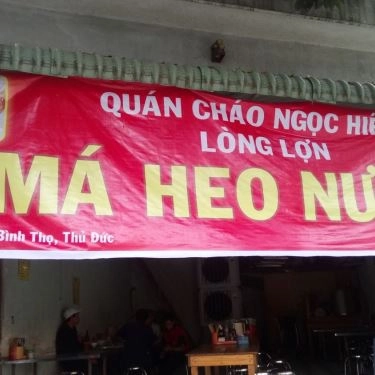 QUÁN CHÁO NGỌC
LÒNG LỢN
MÁ HEO
Bình Thọ, Thủ Đức